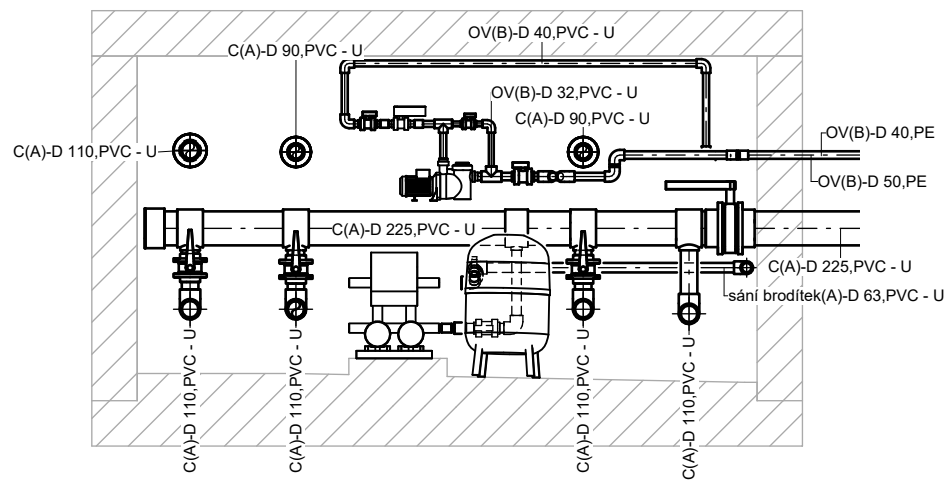 OV(B)-D 40,PVC - U
C(A)-D 90,PVC - U
OV(B)-D 32,PVC - U
C(A)-D 90,PVC - U
OV(B)-D 40,PE
C(A)-D 110,PVC - U
OV(B)-D 50,PE
C(A)-D 225,PVC - U
C(A)-D 225,PVC - U
sání brodítek(A)-D 63,PVC - U
C(A)-D 110,PVC - U
C(A)-D 110,PVC - U
C(A)-D 110,PVC - U
C(A)-D 110,PVC - U